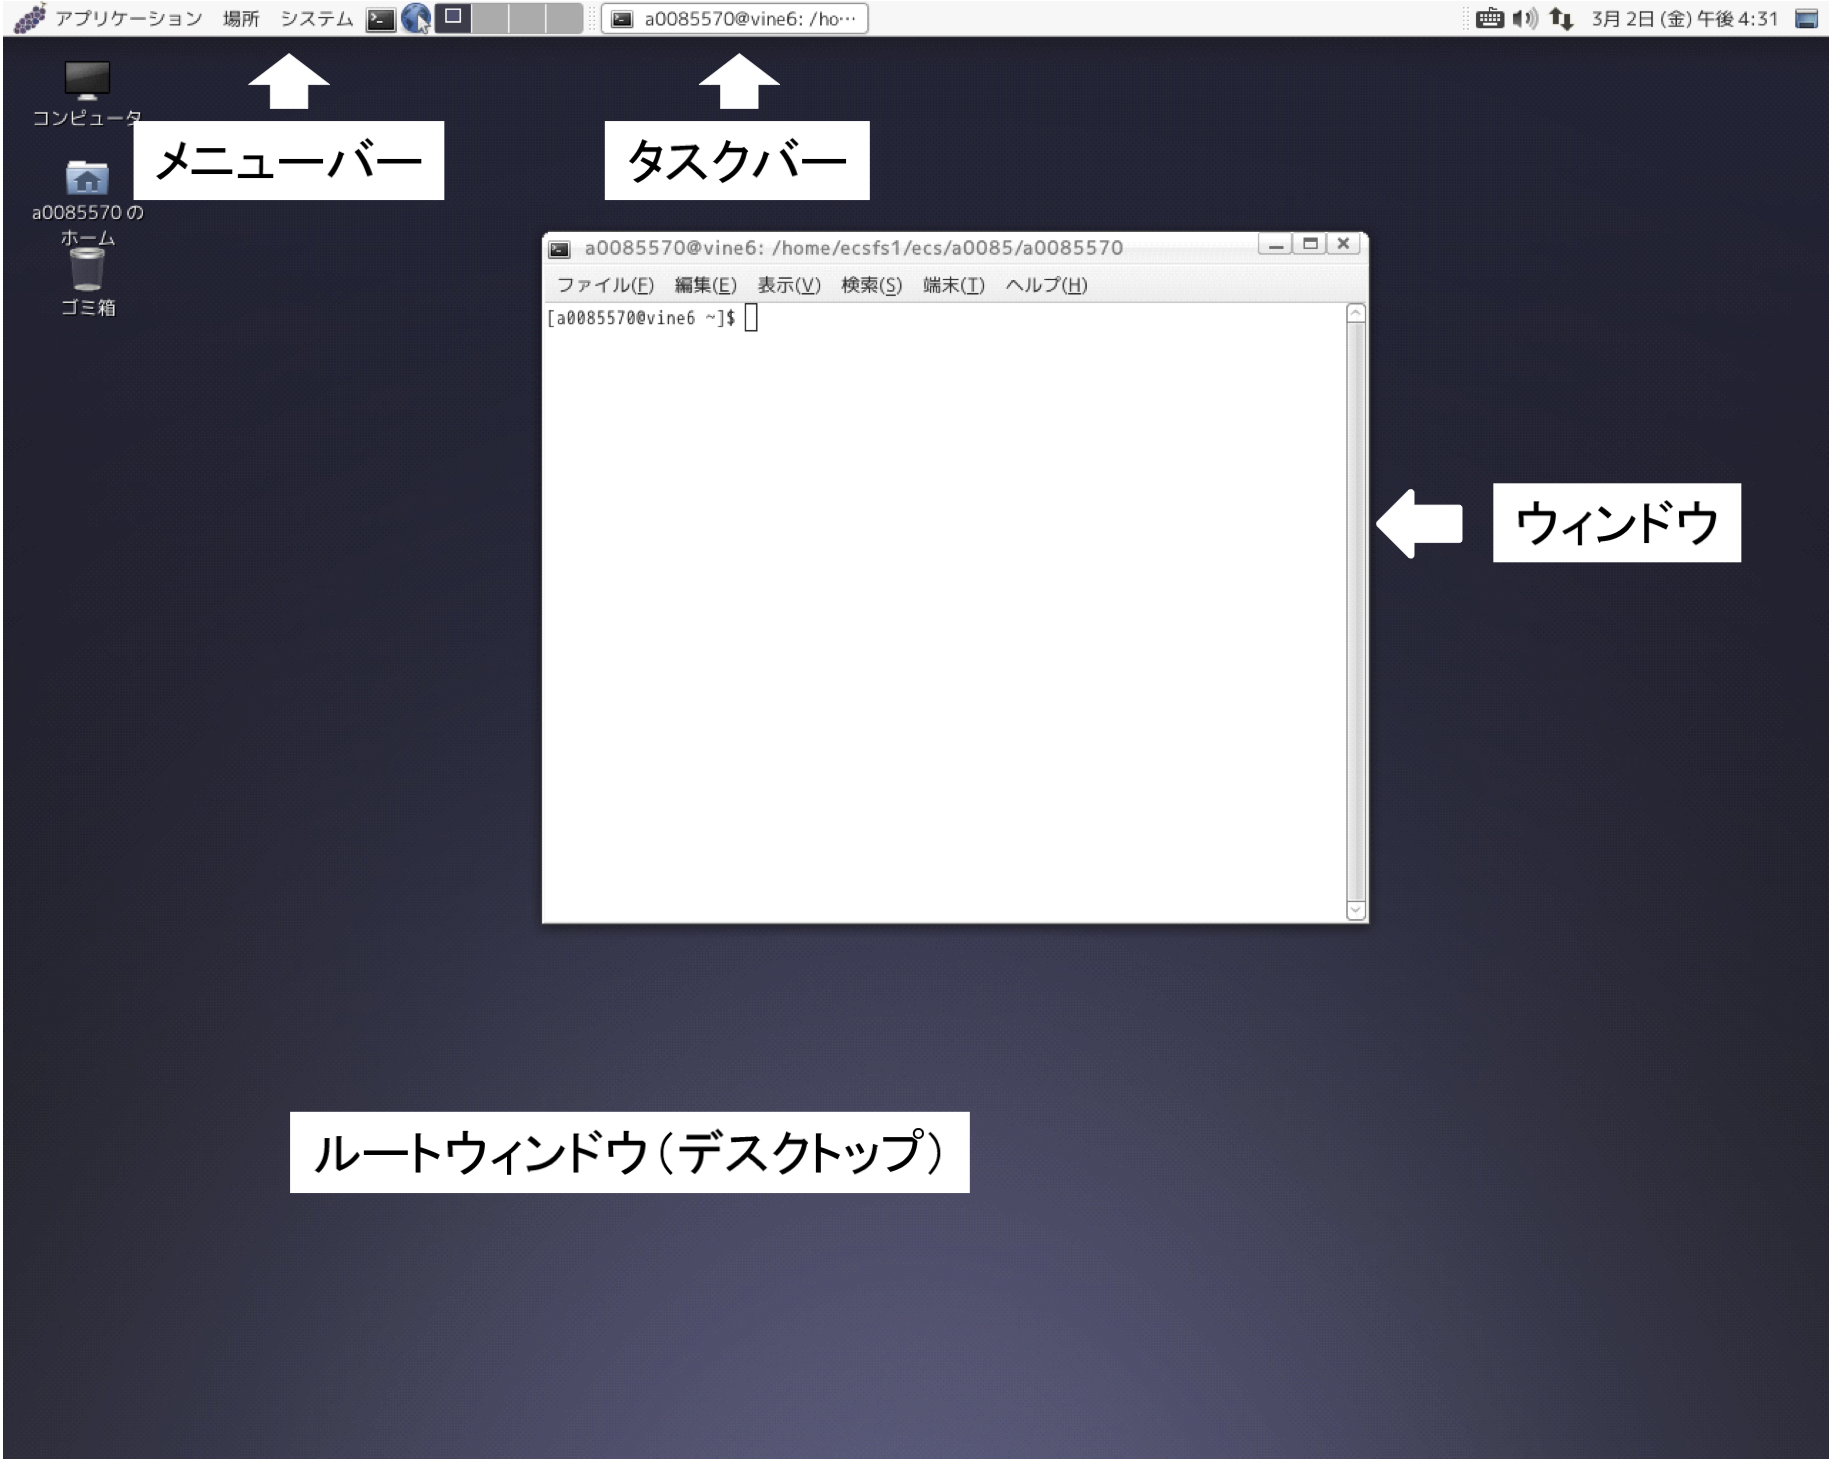 アプリケーション 場所 システム a0085570@vine6: /ho… 3月 2日 (金) 午後 4:31
コンピュータ
メニューバー
タスクバー
a0085570 の
ホーム
ゴミ箱
a0085570@vine6: /home/ecsfs1/ecs/a0085/a0085570
ファイル(F) 編集(E) 表示(V) 検索(S) 端末(T) ヘルプ(H)
[a0085570@vine6 ~]$
ウィンドウ
ルートウィンドウ(デスクトップ)